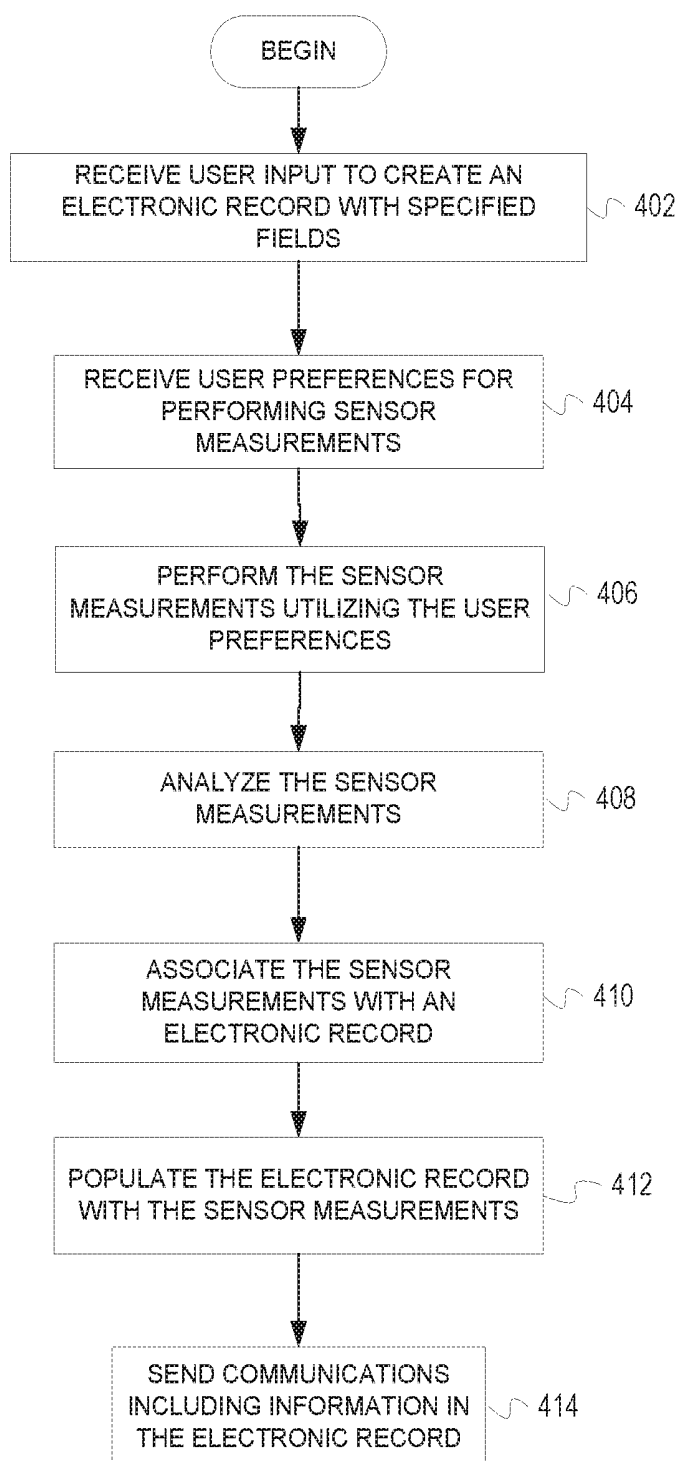 BEGIN
RECEIVE USER INPUT TO CREATE AN
ELECTRONIC RECORD WITH SPECIFIED
FIELDS
402
RECEIVE USER PREFERENCES FOR
PERFORMING SENSOR
MEASUREMENTS
404
PERFORM THE SENSOR
MEASUREMENTS UTILIZING THE USER
PREFERENCES
406
ANALYZE THE SENSOR
MEASUREMENTS
408
ASSOCIATE THE SENSOR
MEASUREMENTS WITH AN
ELECTRONIC RECORD
410
POPULATE THE ELECTRONIC RECORD
WITH THE SENSOR MEASUREMENTS
412
SEND COMMUNICATIONS
INCLUDING INFORMATION IN
THE ELECTRONIC RECORD
414